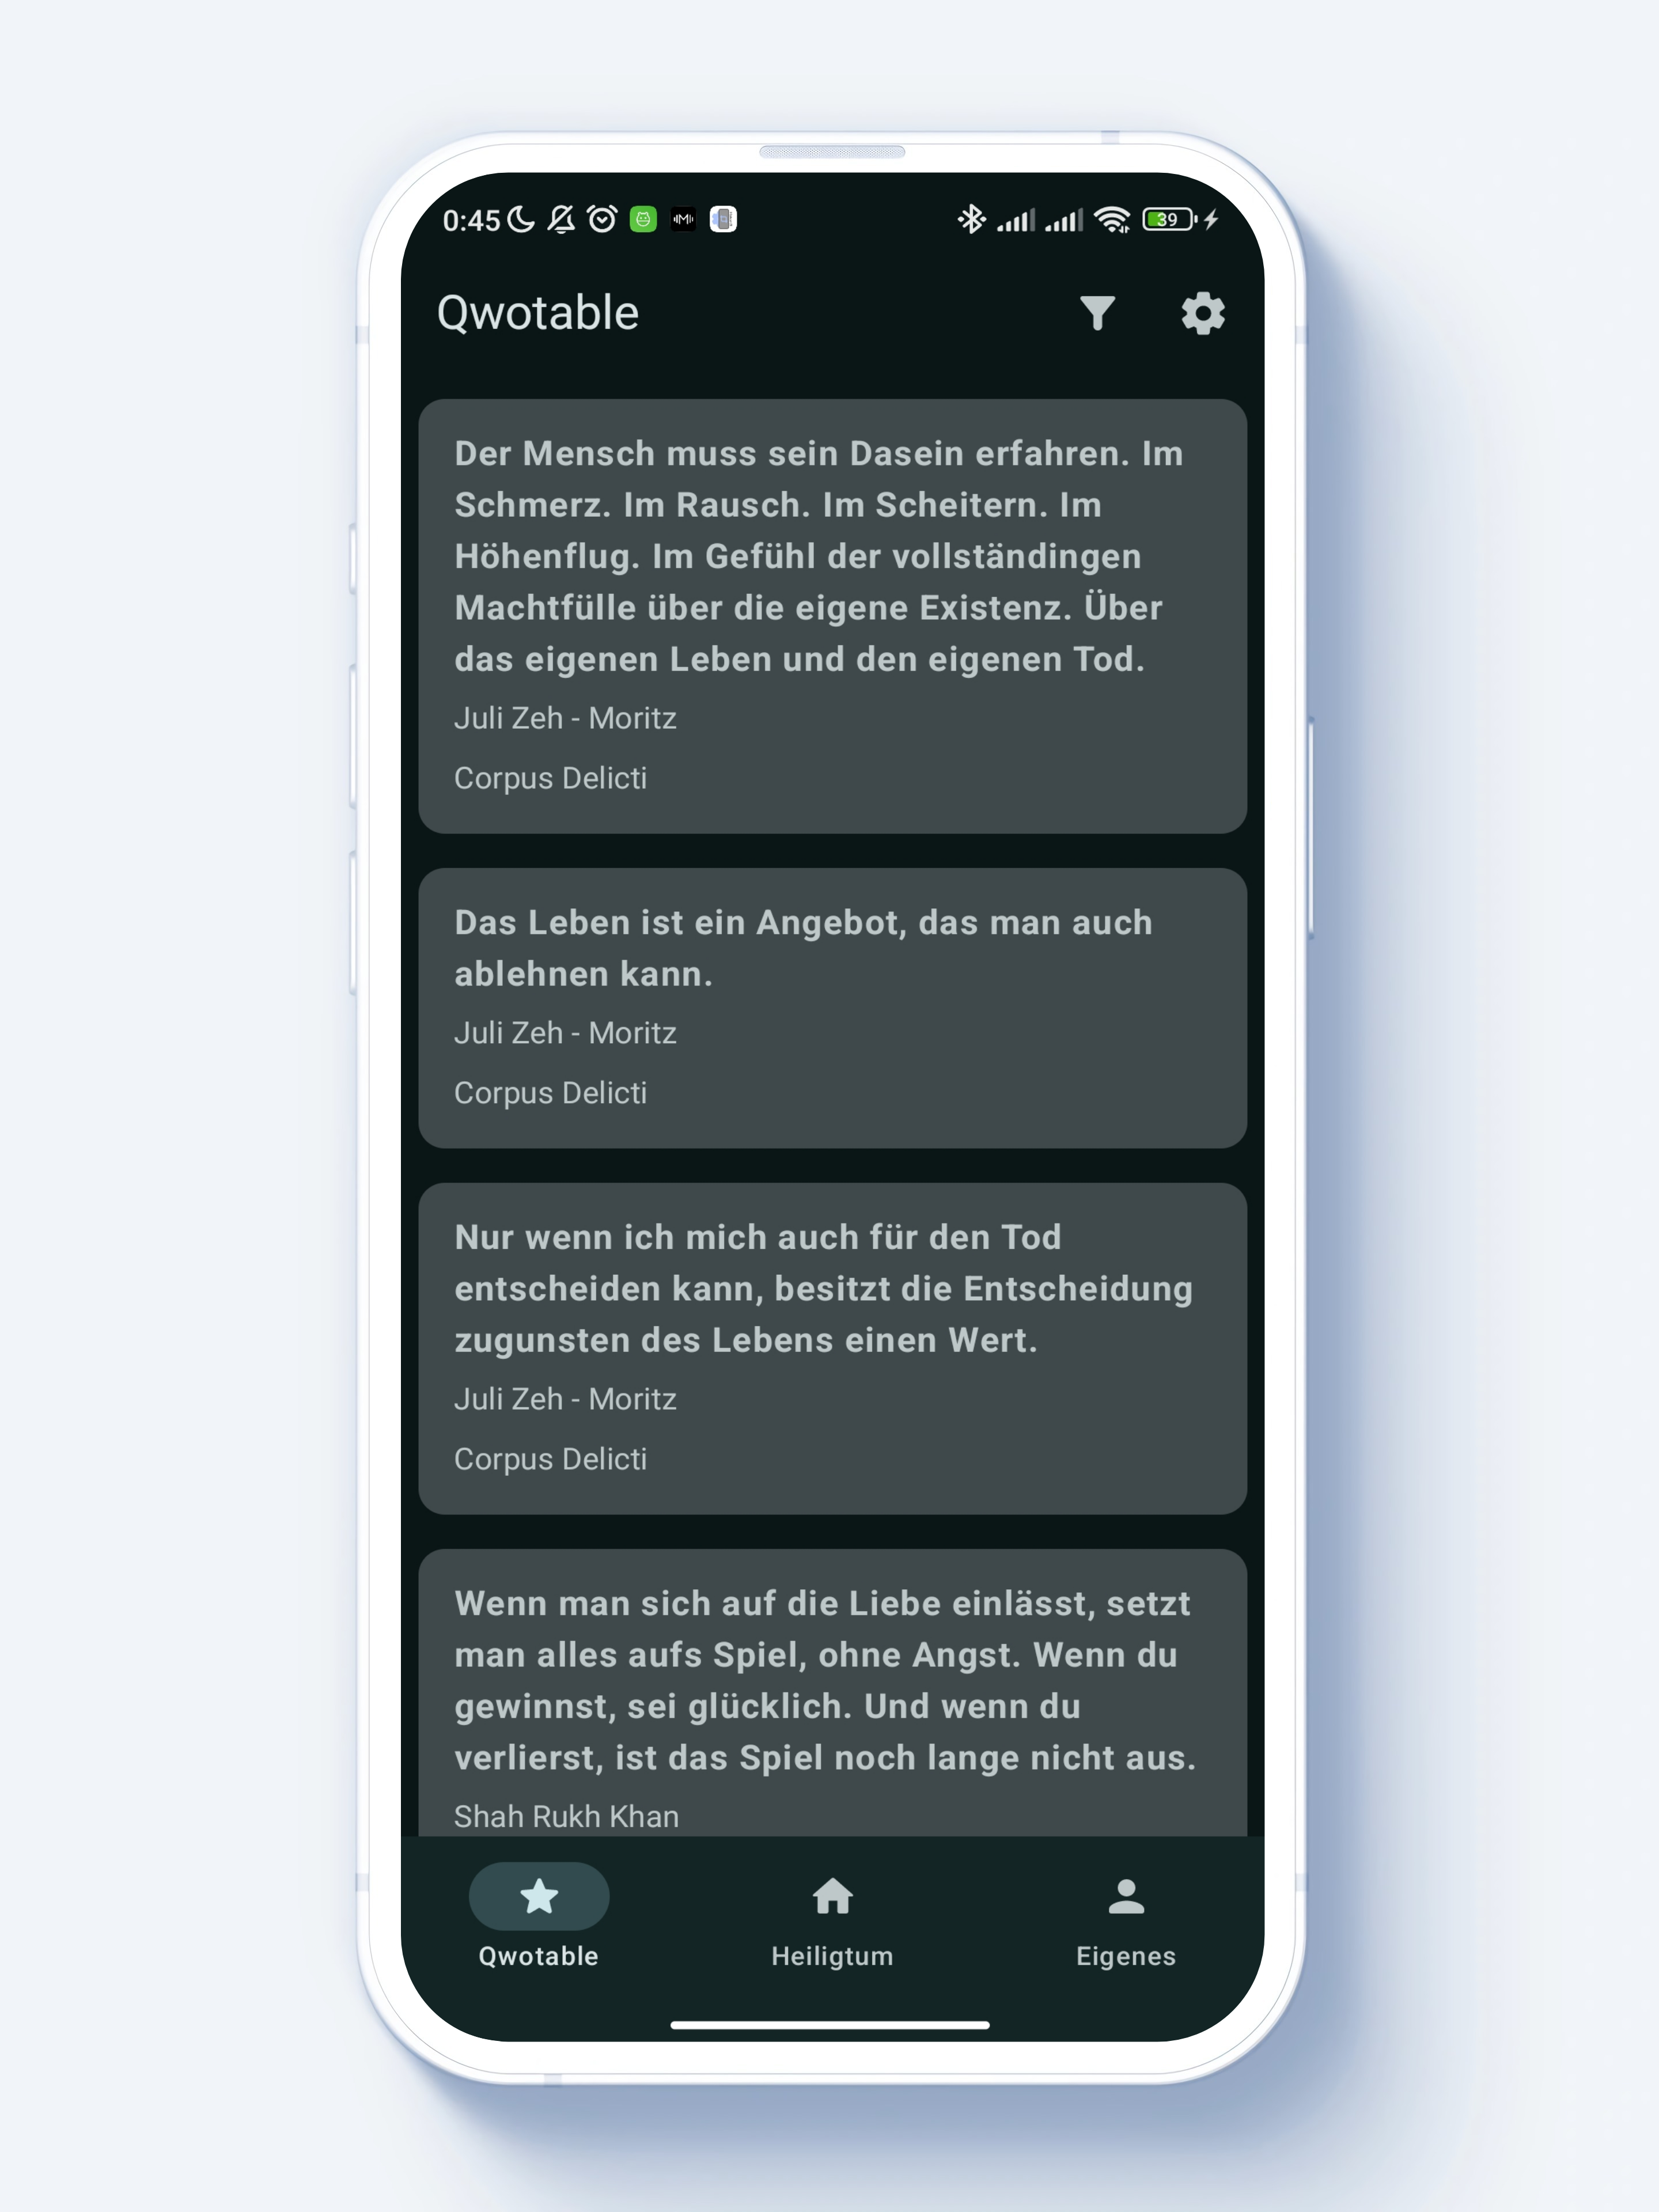 0:45
39
Qwotable
Der Mensch muss sein Dasein erfahren. Im
Schmerz. Im Rausch. Im Scheitern. Im
Höhenflug. Im Gefühl der vollständingen
Machtfülle über die eigene Existenz. Über
das eigenen Leben und den eigenen Tod.
Juli Zeh - Moritz
Corpus Delicti
Das Leben ist ein Angebot, das man auch
ablehnen kann.
Juli Zeh - Moritz
Corpus Delicti
Nur wenn ich mich auch für den Tod
entscheiden kann, besitzt die Entscheidung
zugunsten des Lebens einen Wert.
Juli Zeh - Moritz
Corpus Delicti
Wenn man sich auf die Liebe einlässt, setzt
man alles aufs Spiel, ohne Angst. Wenn du
gewinnst, sei glücklich. Und wenn du
verlierst, ist das Spiel noch lange nicht aus.
Shah Rukh Khan
Qwotable
Heiligtum
Eigenes